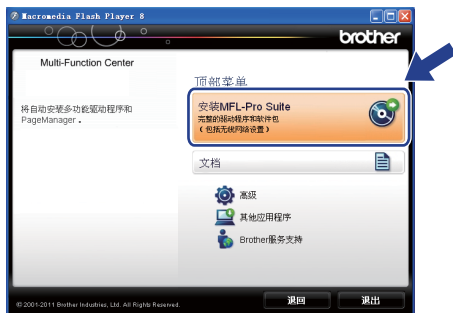 Macromedia Flash Player 8
brother
Multi-Function Center
将自动安装多功能驱动程序和
PageManager。
顶部菜单
安装MFL-Pro Suite
完整的驱动程序和软件包
（包括无线网络设置）
文档
高级
其他应用程序
Brother服务支持
© 2001-2011 Brother Industries, Ltd. All Rights Reserved.
退回
退出